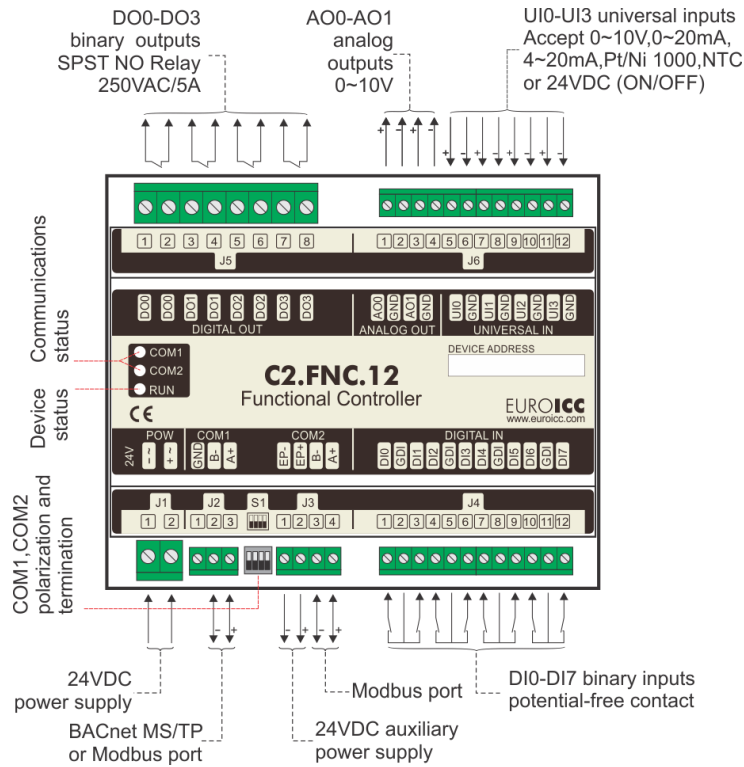 DO0-DO3
binary outputs
SPST NO Relay
250VAC/5A
AO0-AO1
analog
outputs
0~10V
UI0-UI3 universal inputs
Accept 0~10V,0~20mA,
4~20mA,Pt/Ni 1000,NTC
or 24VDC (ON/OFF)
+ - + - + - + - + - + -
1 2 3 4 5 6 7 8
J5
1 2 3 4 5 6 7 8 9 10 11 12
J6
DO0 DO0 DO1 DO1 DO2 DO2 DO3 DO3
DIGITAL OUT
AO0 GND AO1 GND
ANALOG OUT
UI0 GND UI1 GND UI2 GND UI3 GND
UNIVERSAL IN
Communications
status
COM1
COM2
RUN
Device
status
C2.FNC.12
Functional Controller
DEVICE ADDRESS
EUROICC
www.euroicc.com
CE
24V
POW
- ~ + ~
COM1
GND B- A+
COM2
EP- EP+ B- A+
DIGITAL IN
DI0 GDI DI1 DI2 GDI DI3 DI4 GDI DI5 DI6 GDI DI7
J1
1 2
J2
1 2 3
S1
J3
1 2 3 4
J4
1 2 3 4 5 6 7 8 9 10 11 12
COM1,COM2
polarization and
termination
- + - + - +
24VDC
power supply
BACnet MS/TP
or Modbus port
Modbus port
24VDC auxiliary
power supply
DI0-DI7 binary inputs
potential-free contact